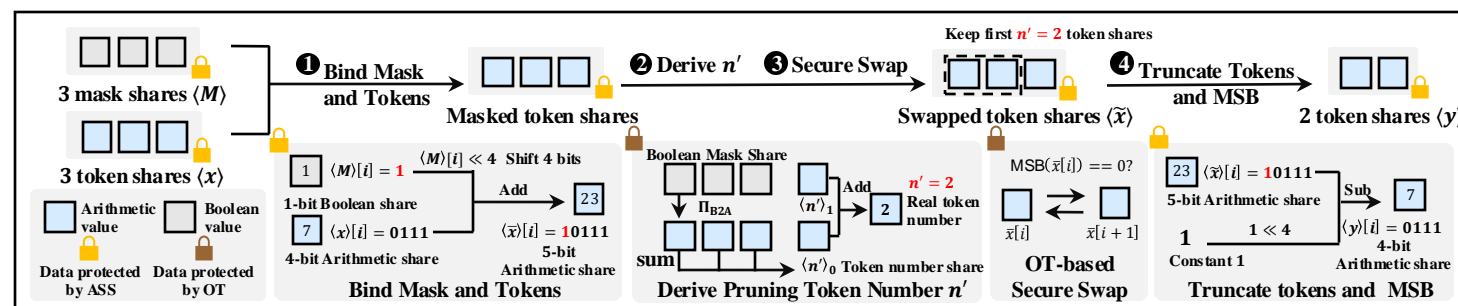 3 mask shares ⟨M⟩
3 token shares ⟨x⟩
❶ Bind Mask
and Tokens
Masked token shares
❷ Derive n′
❸ Secure Swap
Keep first n′ = 2 token shares
Swapped token shares ⟨x̃⟩
❹ Truncate Tokens
and MSB
2 token shares ⟨y⟩
Arithmetic
value
Boolean
value
Data protected
by ASS
Data protected
by OT
1
⟨M⟩[i] = 1
1-bit Boolean share
⟨M⟩[i] ≪ 4 Shift 4 bits
7
⟨x⟩[i] = 0111
4-bit Arithmetic share
Add
23
⟨x̄⟩[i] = 10111
5-bit
Arithmetic share
Bind Mask and Tokens
Boolean Mask Share
Π_B2A
sum
⟨n′⟩₁
Add
2
n′ = 2
Real token
number
⟨n′⟩₀ Token number share
Derive Pruning Token Number n′
MSB(x̄[i]) == 0?
x̄[i]
x̄[i + 1]
OT-based
Secure Swap
23
⟨x̃⟩[i] = 10111
5-bit Arithmetic share
1
Constant 1
1 ≪ 4
Sub
7
⟨y⟩[i] = 0111
4-bit
Arithmetic share
Truncate tokens and MSB